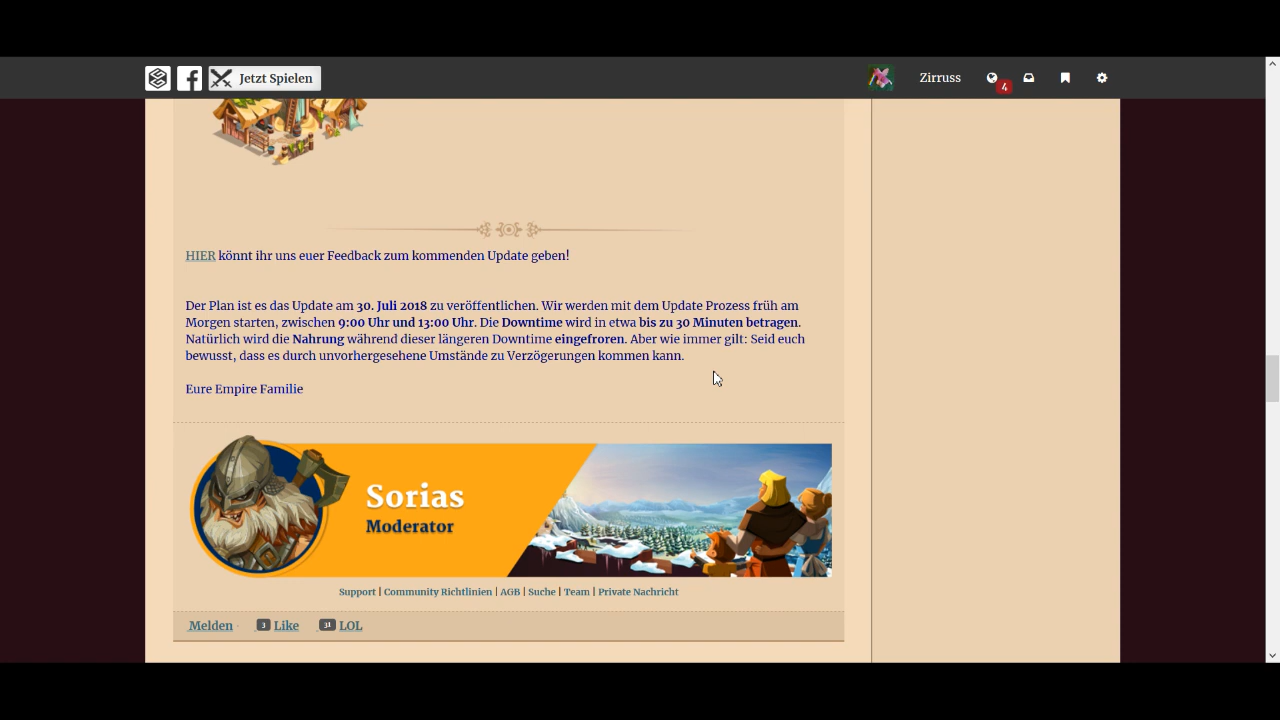 Jetzt Spielen
Zirruss
4
HIER könnt ihr uns euer Feedback zum kommenden Update geben!
Der Plan ist es das Update am 30. Juli 2018 zu veröffentlichen. Wir werden mit dem Update Prozess früh am
Morgen starten, zwischen 9:00 Uhr und 13:00 Uhr. Die Downtime wird in etwa bis zu 30 Minuten betragen.
Natürlich wird die Nahrung während dieser längeren Downtime eingefroren. Aber wie immer gilt: Seid euch
bewusst, dass es durch unvorhergesehene Umstände zu Verzögerungen kommen kann.
Eure Empire Familie
Sorias
Moderator
Support | Community Richtlinien | AGB | Suche | Team | Private Nachricht
Melden · 3 Like 31 LOL